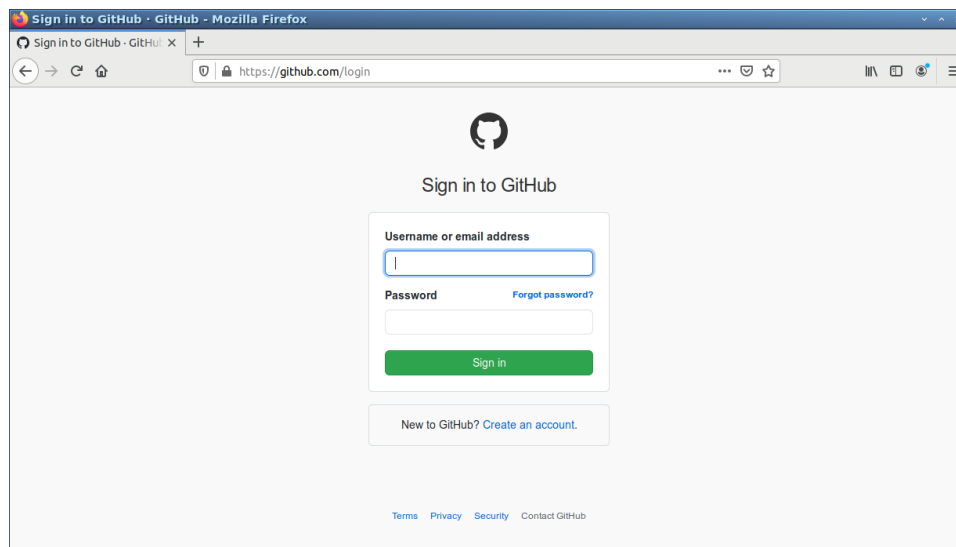 Sign in to GitHub · GitHub - Mozilla Firefox
Sign in to GitHub · GitHub
https://github.com/login
Sign in to GitHub
Username or email address
Password Forgot password?
Sign in
New to GitHub? Create an account.
Terms Privacy Security Contact GitHub